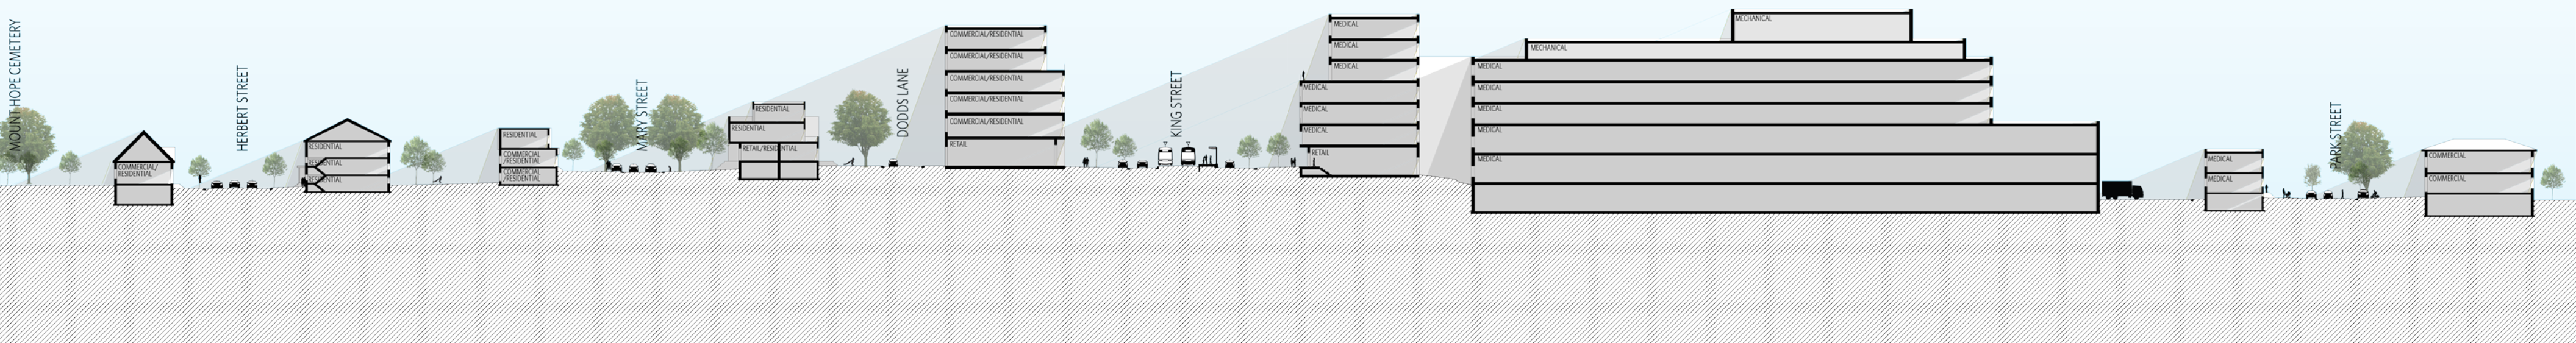 MOUNT HOPE CEMETERY
COMMERCIAL/
RESIDENTIAL
HERBERT STREET
RESIDENTIAL
RESIDENTIAL
RESIDENTIAL
RESIDENTIAL
COMMERCIAL
/RESIDENTIAL
COMMERCIAL
/RESIDENTIAL
MARY STREET
RESIDENTIAL
RESIDENTIAL
RETAIL/RESIDENTIAL
DODDS LANE
COMMERCIAL/RESIDENTIAL
COMMERCIAL/RESIDENTIAL
COMMERCIAL/RESIDENTIAL
COMMERCIAL/RESIDENTIAL
COMMERCIAL/RESIDENTIAL
RETAIL
KING STREET
MEDICAL
MEDICAL
MEDICAL
MEDICAL
MEDICAL
MEDICAL
RETAIL
MECHANICAL
MECHANICAL
MEDICAL
MEDICAL
MEDICAL
MEDICAL
MEDICAL
MEDICAL
MEDICAL
PARK STREET
COMMERCIAL
COMMERCIAL